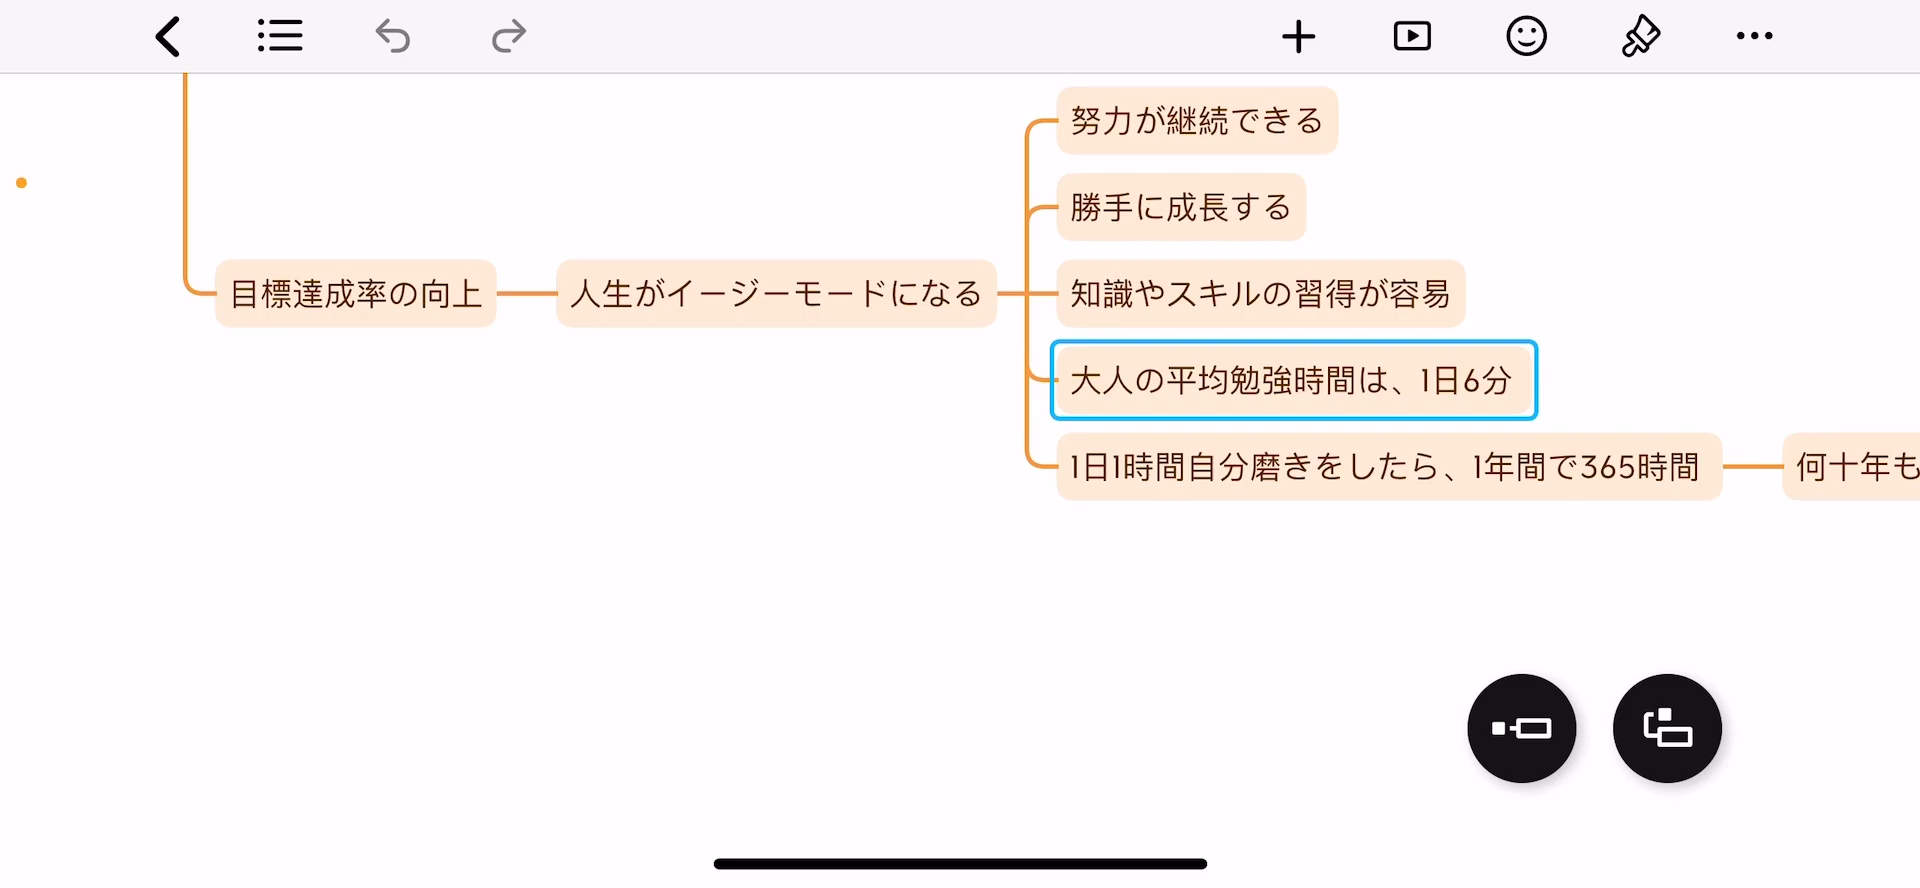 努力が継続できる
勝手に成長する
目標達成率の向上
人生がイージーモードになる
知識やスキルの習得が容易
大人の平均勉強時間は、1日6分
1日1時間自分磨きをしたら、1年間で365時間
何十年も